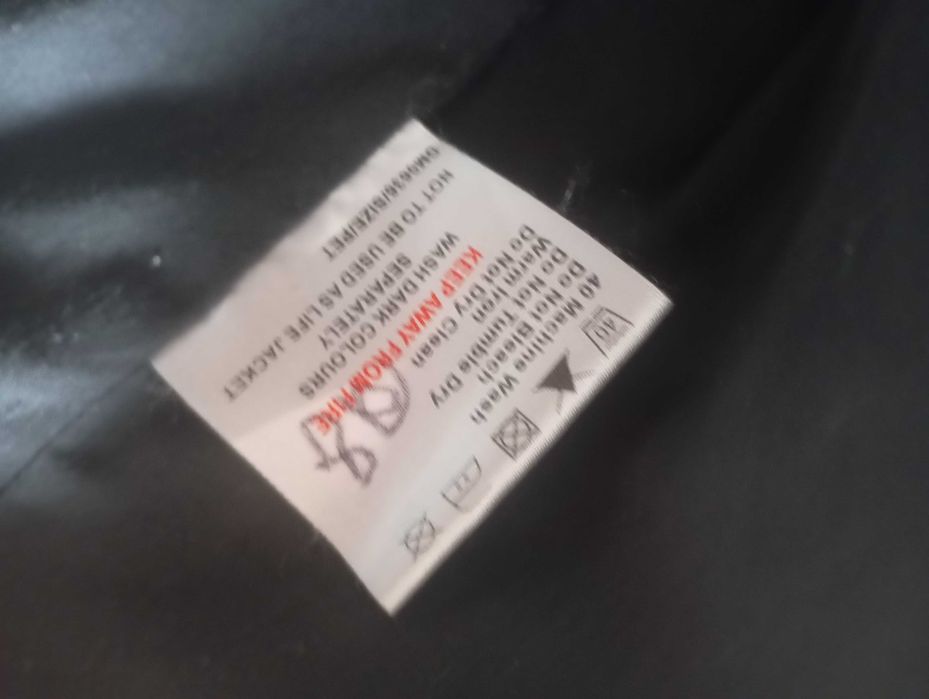 40
40 Machine Wash
Do Not Bleach
Do Not Tumble Dry
Warm Iron
Do Not Dry Clean
KEEP AWAY FROM FIRE
WASH DARK COLOURS
SEPARATELY
NOT TO BE USED AS LIFE JACKET